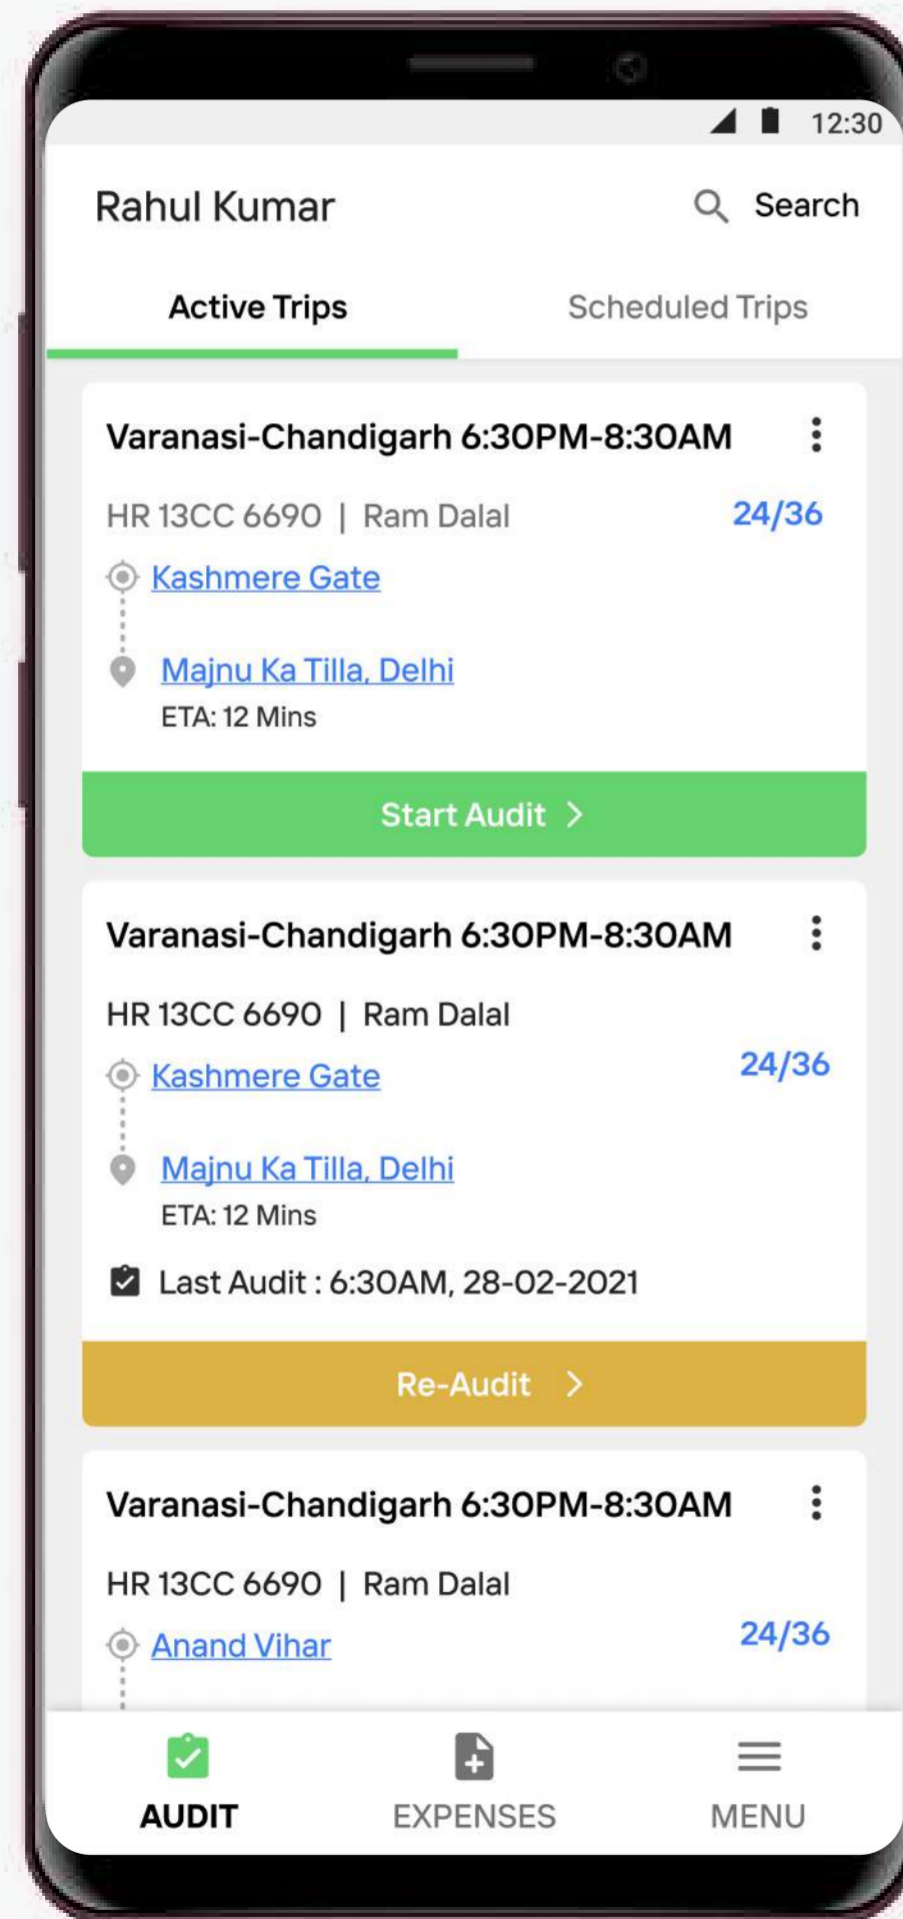 12:30
Rahul Kumar
Search
Active Trips
Scheduled Trips
Varanasi-Chandigarh 6:30PM-8:30AM
HR 13CC 6690 | Ram Dalal
24/36
Kashmere Gate
Majnu Ka Tilla, Delhi
ETA: 12 Mins
Start Audit >
Varanasi-Chandigarh 6:30PM-8:30AM
HR 13CC 6690 | Ram Dalal
24/36
Kashmere Gate
Majnu Ka Tilla, Delhi
ETA: 12 Mins
Last Audit : 6:30AM, 28-02-2021
Re-Audit >
Varanasi-Chandigarh 6:30PM-8:30AM
HR 13CC 6690 | Ram Dalal
24/36
Anand Vihar
AUDIT
EXPENSES
MENU